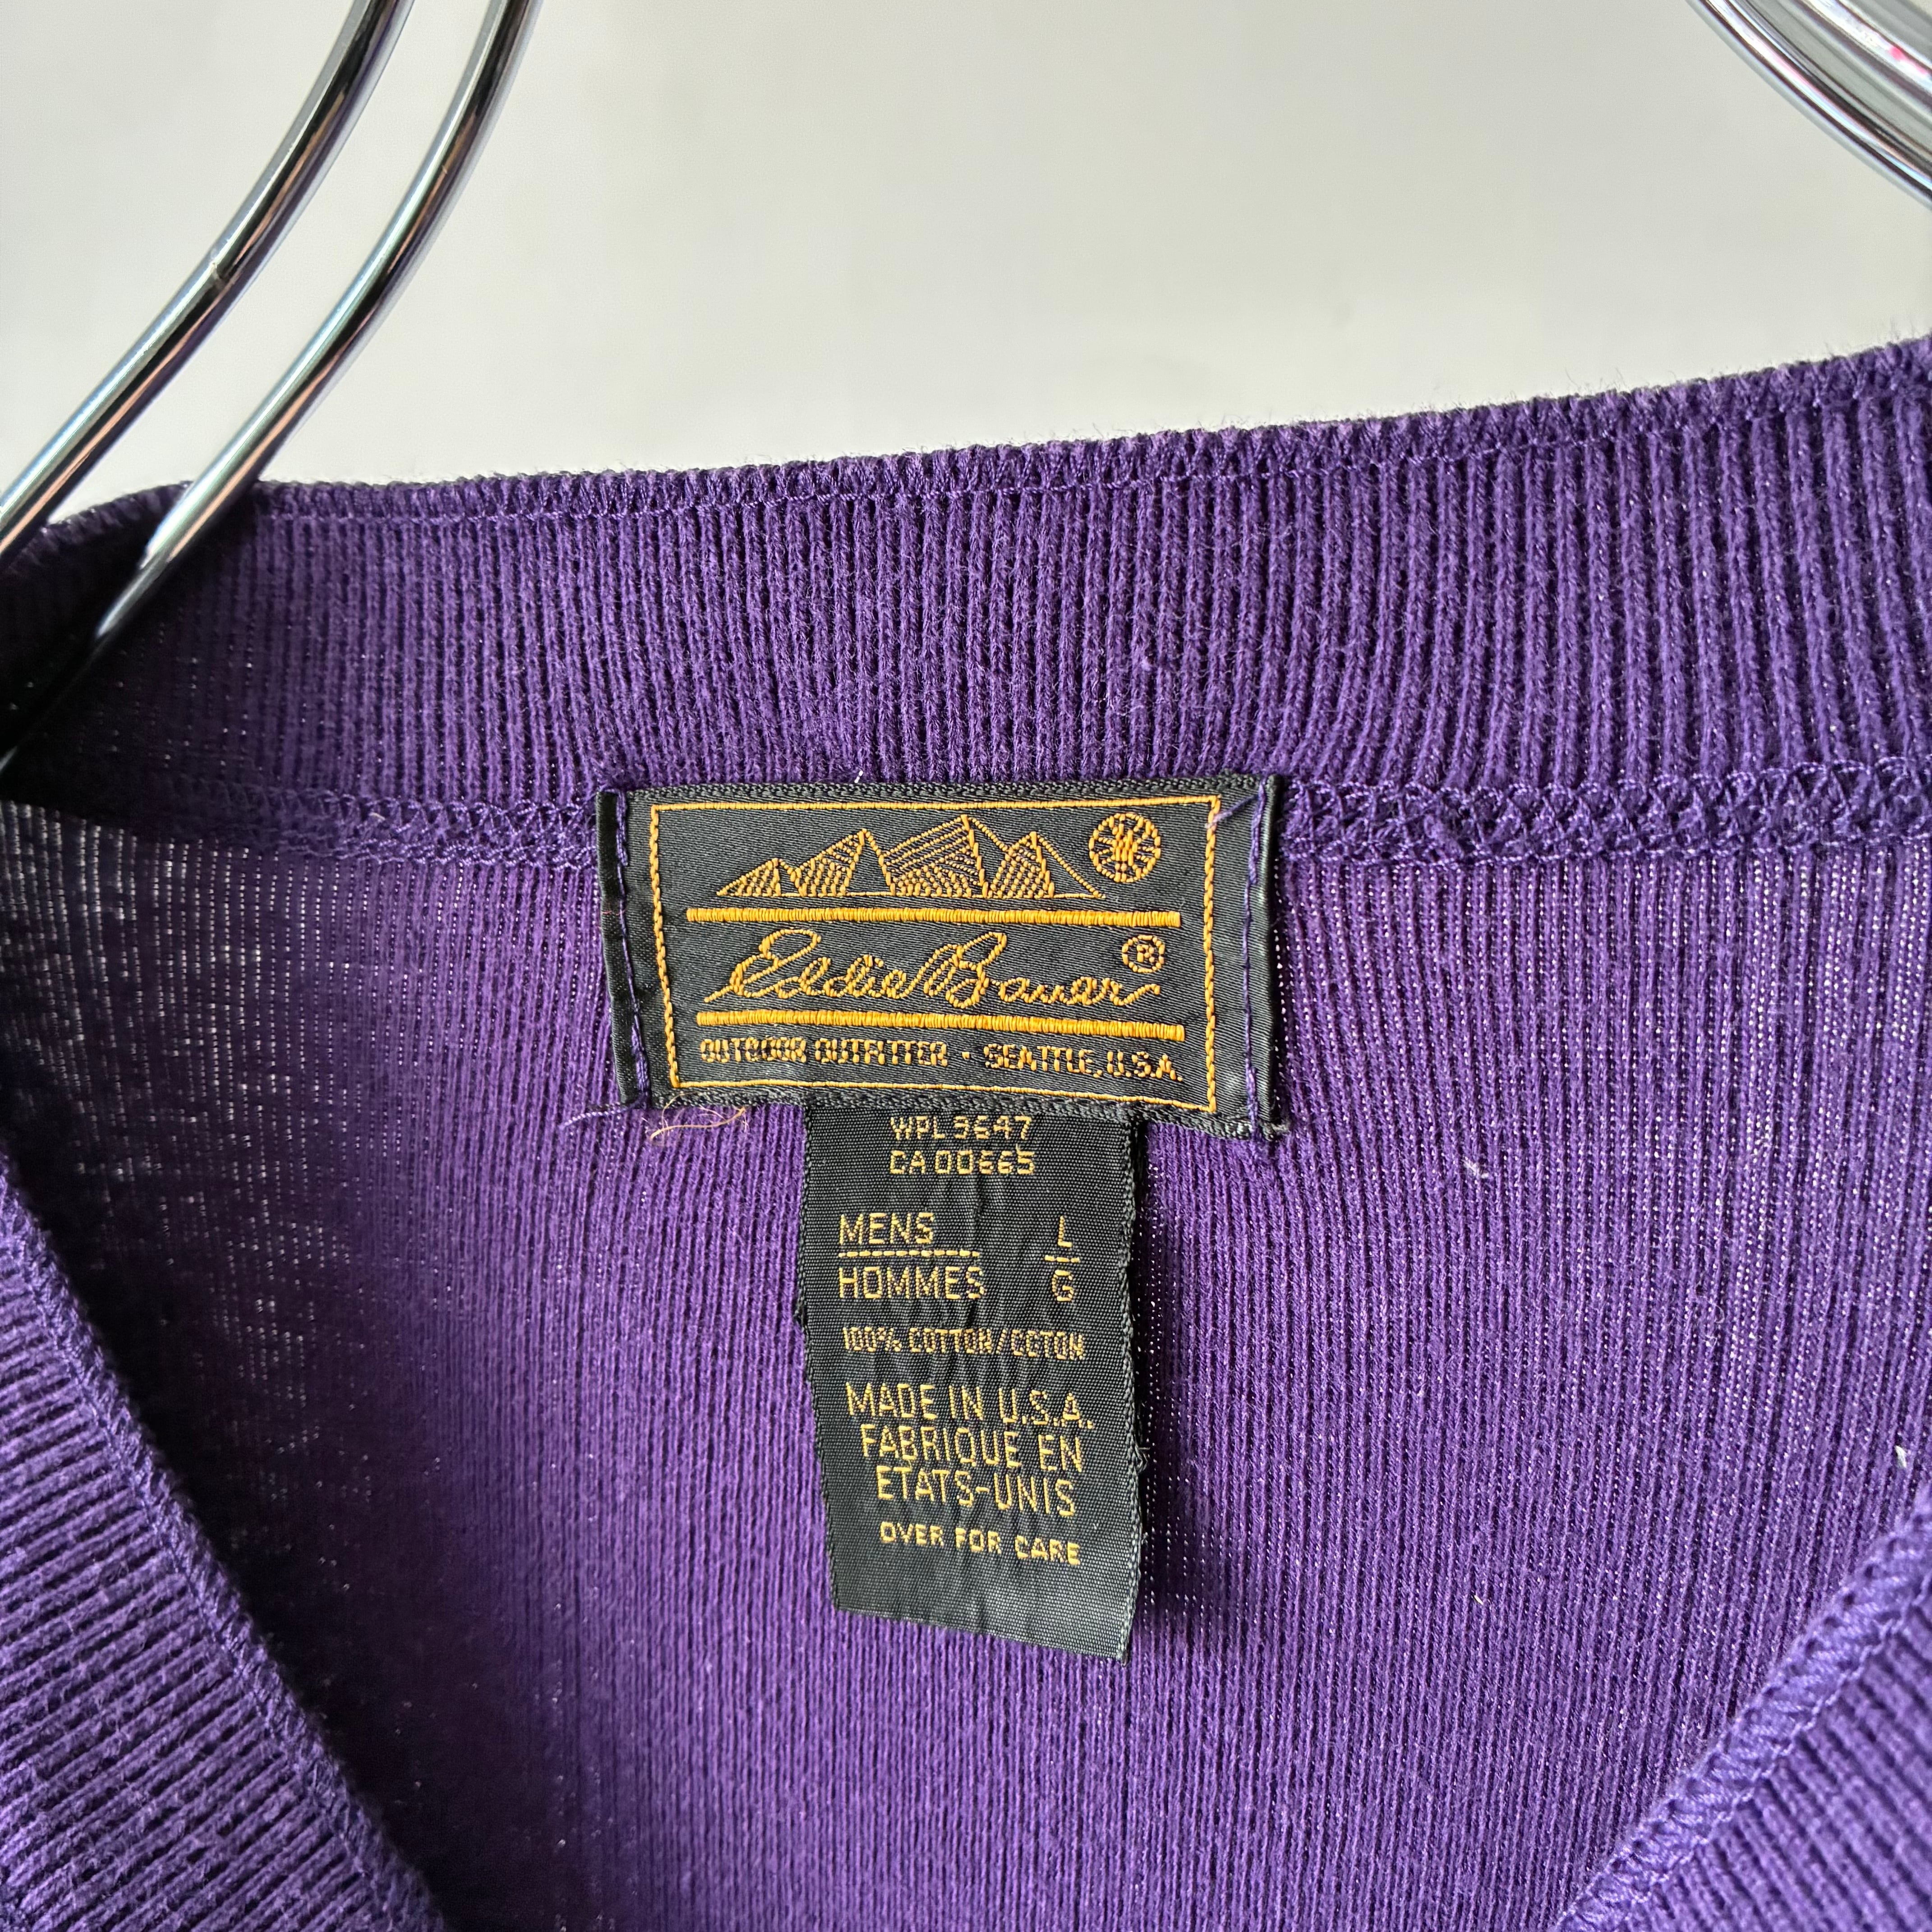 Eddie Bauer®
OUTDOOR OUTFITTER · SEATTLE, U.S.A.
WPL 9647
CA 00665
MENS L
HOMMES G
100% COTTON/COTON
MADE IN U.S.A.
FABRIQUE EN
ETATS-UNIS
OVER FOR CARE